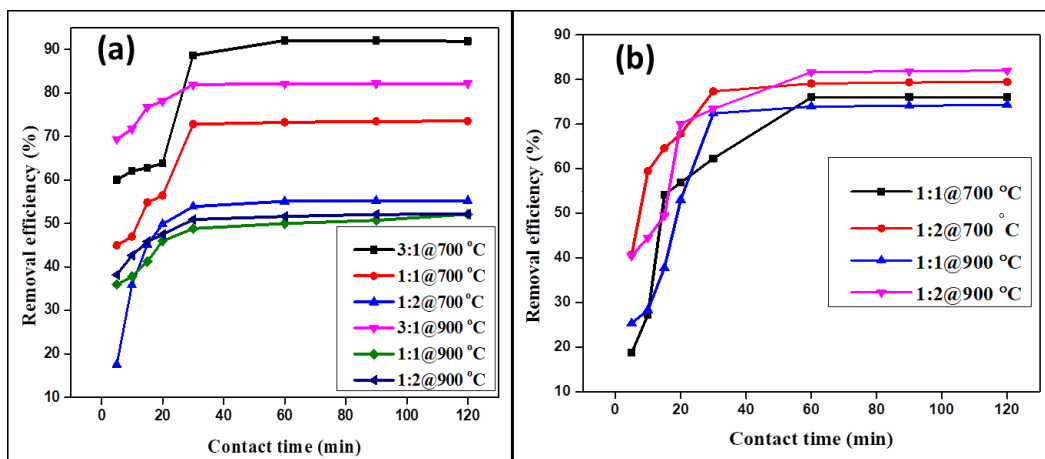 (a)
Removal efficiency (%)
90
80
70
60
50
40
30
20
10
3:1@700 °C
1:1@700 °C
1:2@700 °C
3:1@900 °C
1:1@900 °C
1:2@900 °C
0 20 40 60 80 100 120
Contact time (min)
(b)
Removal efficiency (%)
90
80
70
60
50
40
30
20
10
1:1@700 °C
1:2@700 °C
1:1@900 °C
1:2@900 °C
0 20 40 60 80 100 120
Contact time (min)